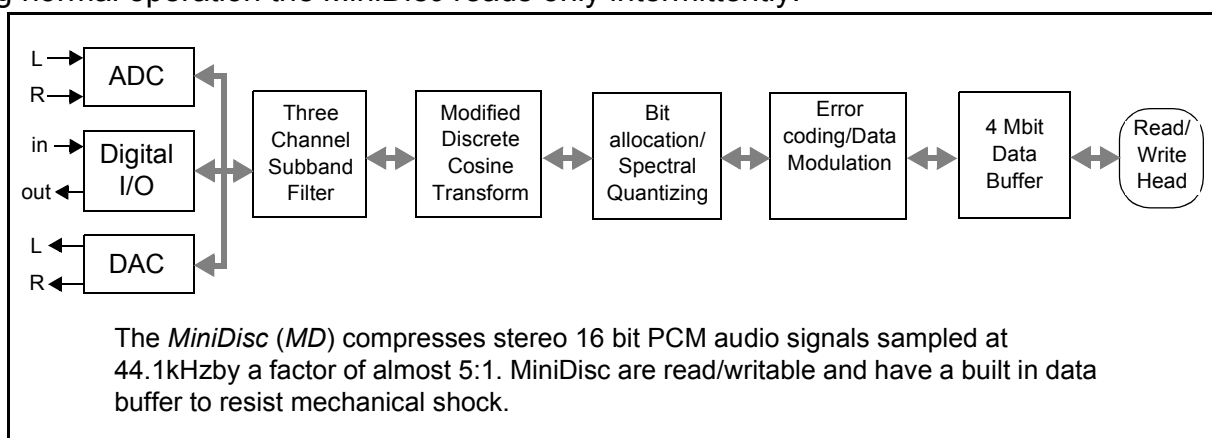 normal operation the MiniDisc reads only intermittently.
L
R
ADC
in
out
Digital
I/O
L
R
DAC
Three
Channel
Subband
Filter
Modified
Discrete
Cosine
Transform
Bit
allocation/
Spectral
Quantizing
Error
coding/Data
Modulation
4 Mbit
Data
Buffer
Read/
Write
Head
The MiniDisc (MD) compresses stereo 16 bit PCM audio signals sampled at
44.1kHzby a factor of almost 5:1. MiniDisc are read/writable and have a built in data
buffer to resist mechanical shock.